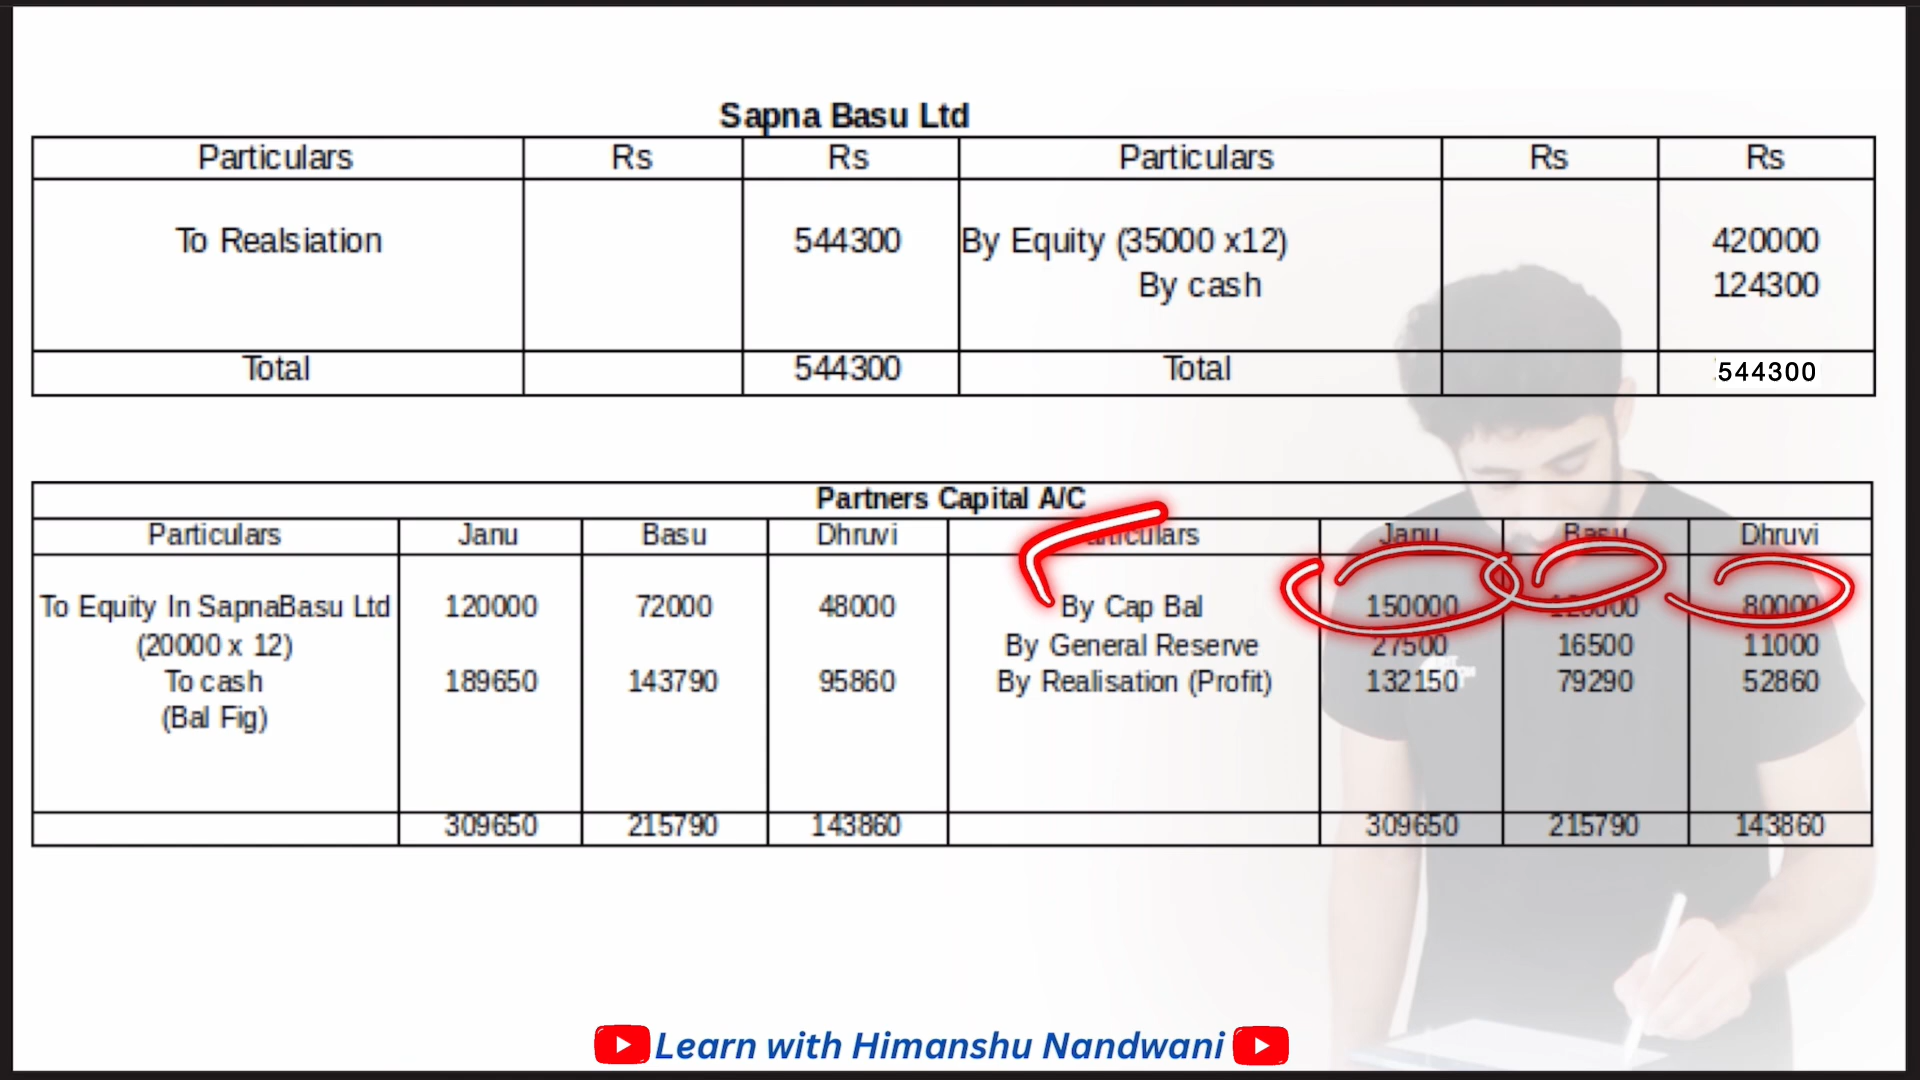 Sapna Basu Ltd
Particulars Rs Rs Particulars Rs Rs
To Realsiation 544300 By Equity (35000 x12) 420000
By cash 124300
Total 544300 Total 544300
Partners Capital A/C
Particulars Janu Basu Dhruvi Particulars Janu Basu Dhruvi
To Equity In SapnaBasu Ltd 120000 72000 48000 By Cap Bal 150000 120000 80000
(20000 x 12) By General Reserve 27500 16500 11000
To cash 189650 143790 95860 By Realisation (Profit) 132150 79290 52860
(Bal Fig)
309650 215790 143860 309650 215790 143860
Learn with Himanshu Nandwani